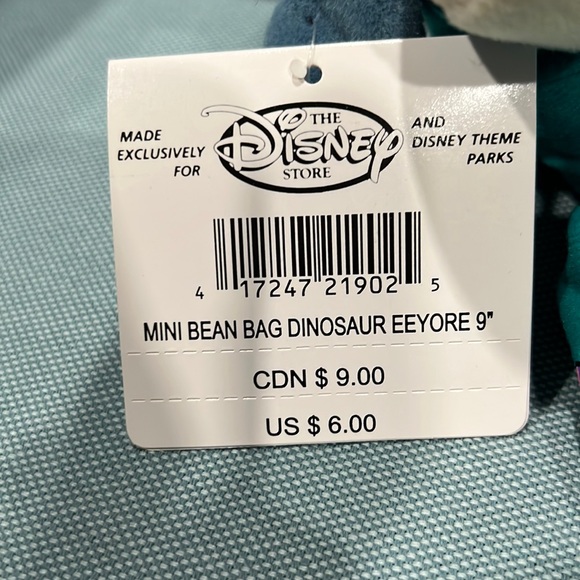 MADE EXCLUSIVELY FOR
THE
Disney
STORE
AND DISNEY THEME PARKS
4 17247 21902 5
MINI BEAN BAG DINOSAUR EEYORE 9"
CDN $ 9.00
US $ 6.00